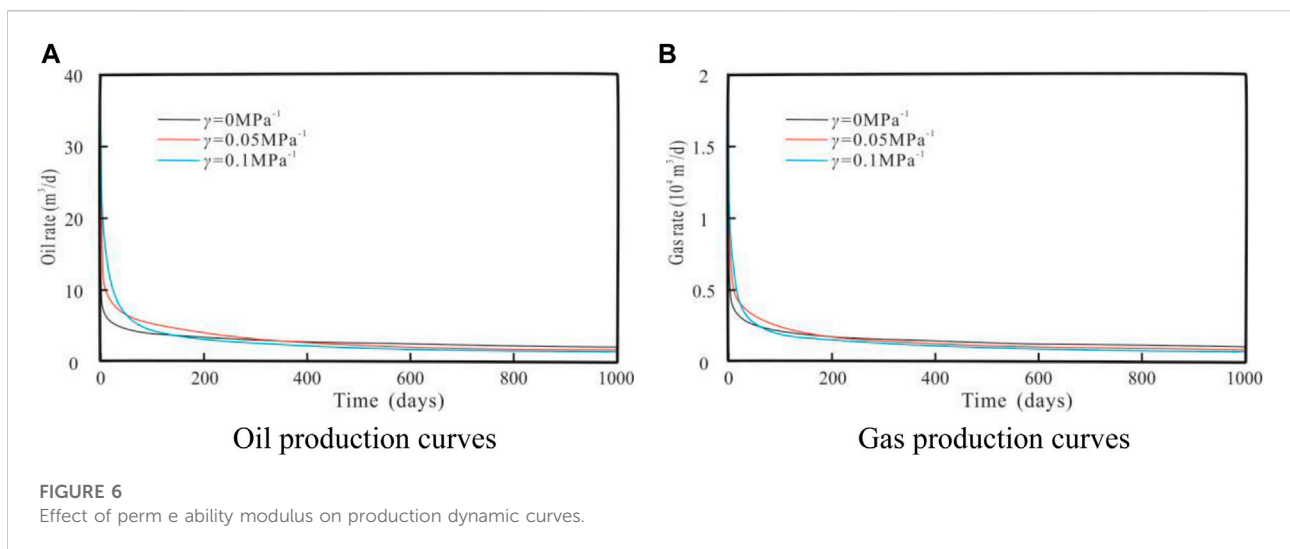 A
40
30
20
10
0
Oil rate (m³/d)
γ=0MPa⁻¹
γ=0.05MPa⁻¹
γ=0.1MPa⁻¹
0 200 400 600 800 1000
Time (days)
Oil production curves
B
2
1.5
1
0.5
0
Gas rate (10⁴ m³/d)
γ=0MPa⁻¹
γ=0.05MPa⁻¹
γ=0.1MPa⁻¹
0 200 400 600 800 1000
Time (days)
Gas production curves
FIGURE 6
Effect of perm e ability modulus on production dynamic curves.